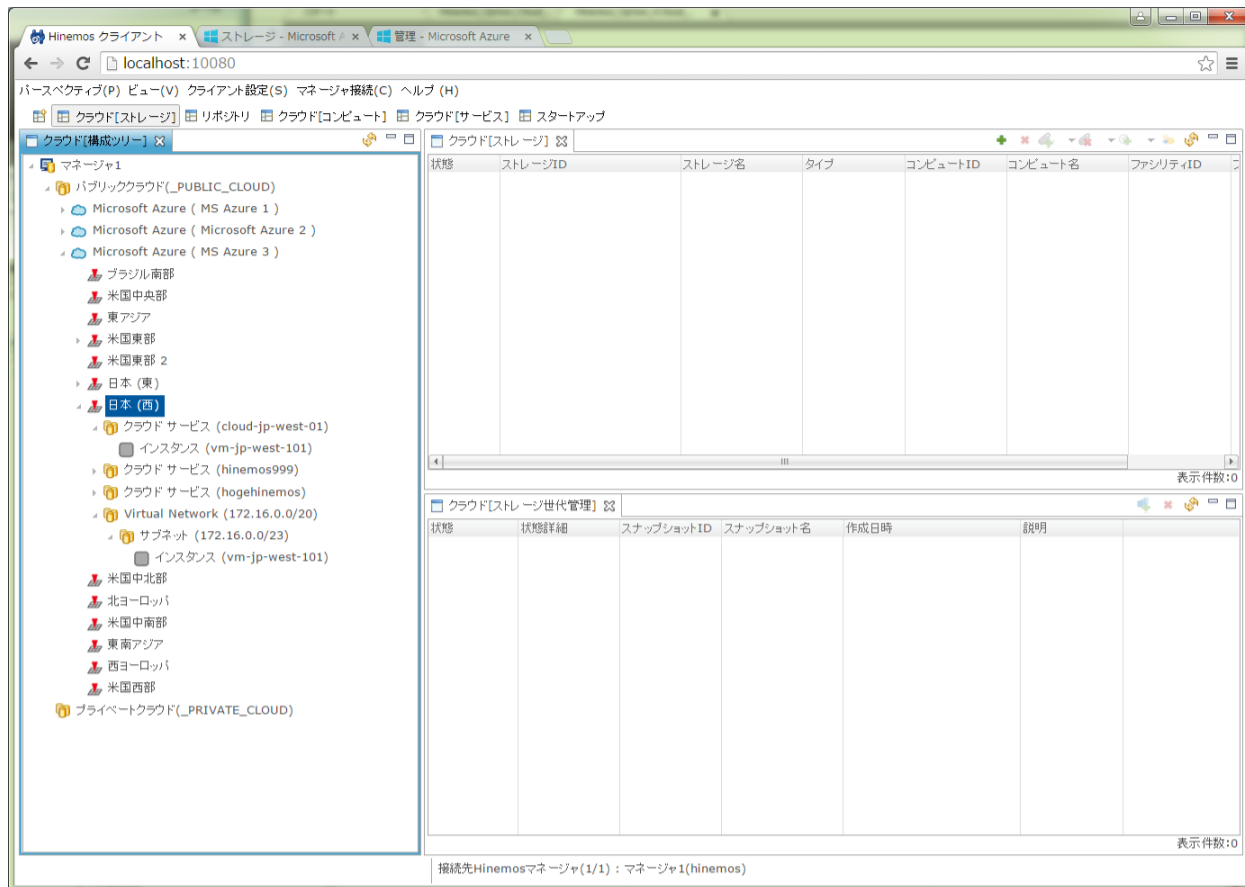 Hinemos クライアント
ストレージ - Microsoft A
管理 - Microsoft Azure
localhost:10080
パースペクティブ(P) ビュー(V) クライアント設定(S) マネージャ接続(C) ヘルプ (H)
クラウド[ストレージ] リポジトリ クラウド[コンピュート] クラウド[サービス] スタートアップ
クラウド[構成ツリー]
マネージャ1
パブリッククラウド(_PUBLIC_CLOUD)
Microsoft Azure ( MS Azure 1 )
Microsoft Azure ( Microsoft Azure 2 )
Microsoft Azure ( MS Azure 3 )
ブラジル南部
米国中央部
東アジア
米国東部
米国東部 2
日本 (東)
日本 (西)
クラウド サービス (cloud-jp-west-01)
インスタンス (vm-jp-west-101)
クラウド サービス (hinemos999)
クラウド サービス (hogehinemos)
Virtual Network (172.16.0.0/20)
サブネット (172.16.0.0/23)
インスタンス (vm-jp-west-101)
米国中北部
北ヨーロッパ
米国中南部
東南アジア
西ヨーロッパ
米国西部
プライベートクラウド(_PRIVATE_CLOUD)
クラウド[ストレージ]
状態 ストレージID ストレージ名 タイプ コンピュートID コンピュート名 ファシリティID
表示件数:0
クラウド[ストレージ世代管理]
状態 状態詳細 スナップショットID スナップショット名 作成日時 説明
表示件数:0
接続先Hinemosマネージャ(1/1) : マネージャ1(hinemos)